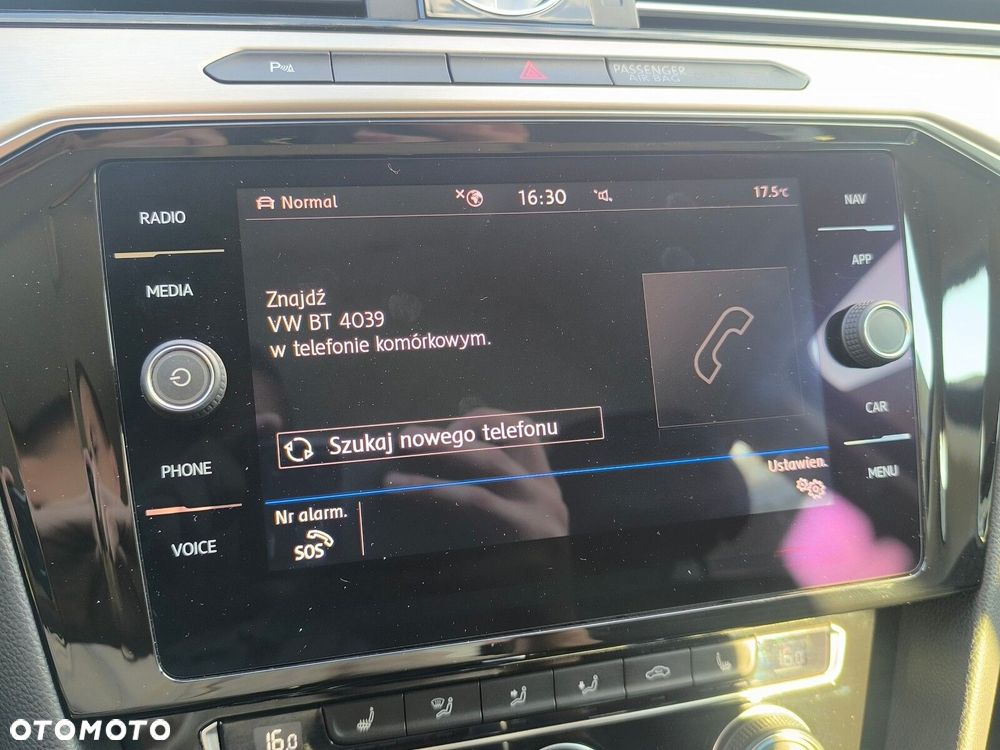 P
PASSENGER
AIR BAG
Normal
16:30
17.5°C
RADIO
MEDIA
PHONE
VOICE
Znajdź
VW BT 4039
w telefonie komórkowym.
Szukaj nowego telefonu
Ustawien.
Nr alarm.
SOS
NAV
APP
CAR
MENU
16.0
16.0
OTOMOTO